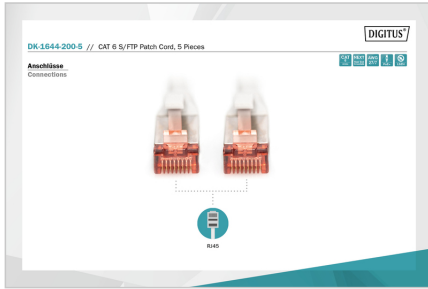 DIGITUS®
DK-1644-200-5 // CAT 6 S/FTP Patch Cord, 5 Pieces
Anschlüsse
Connections
RJ45